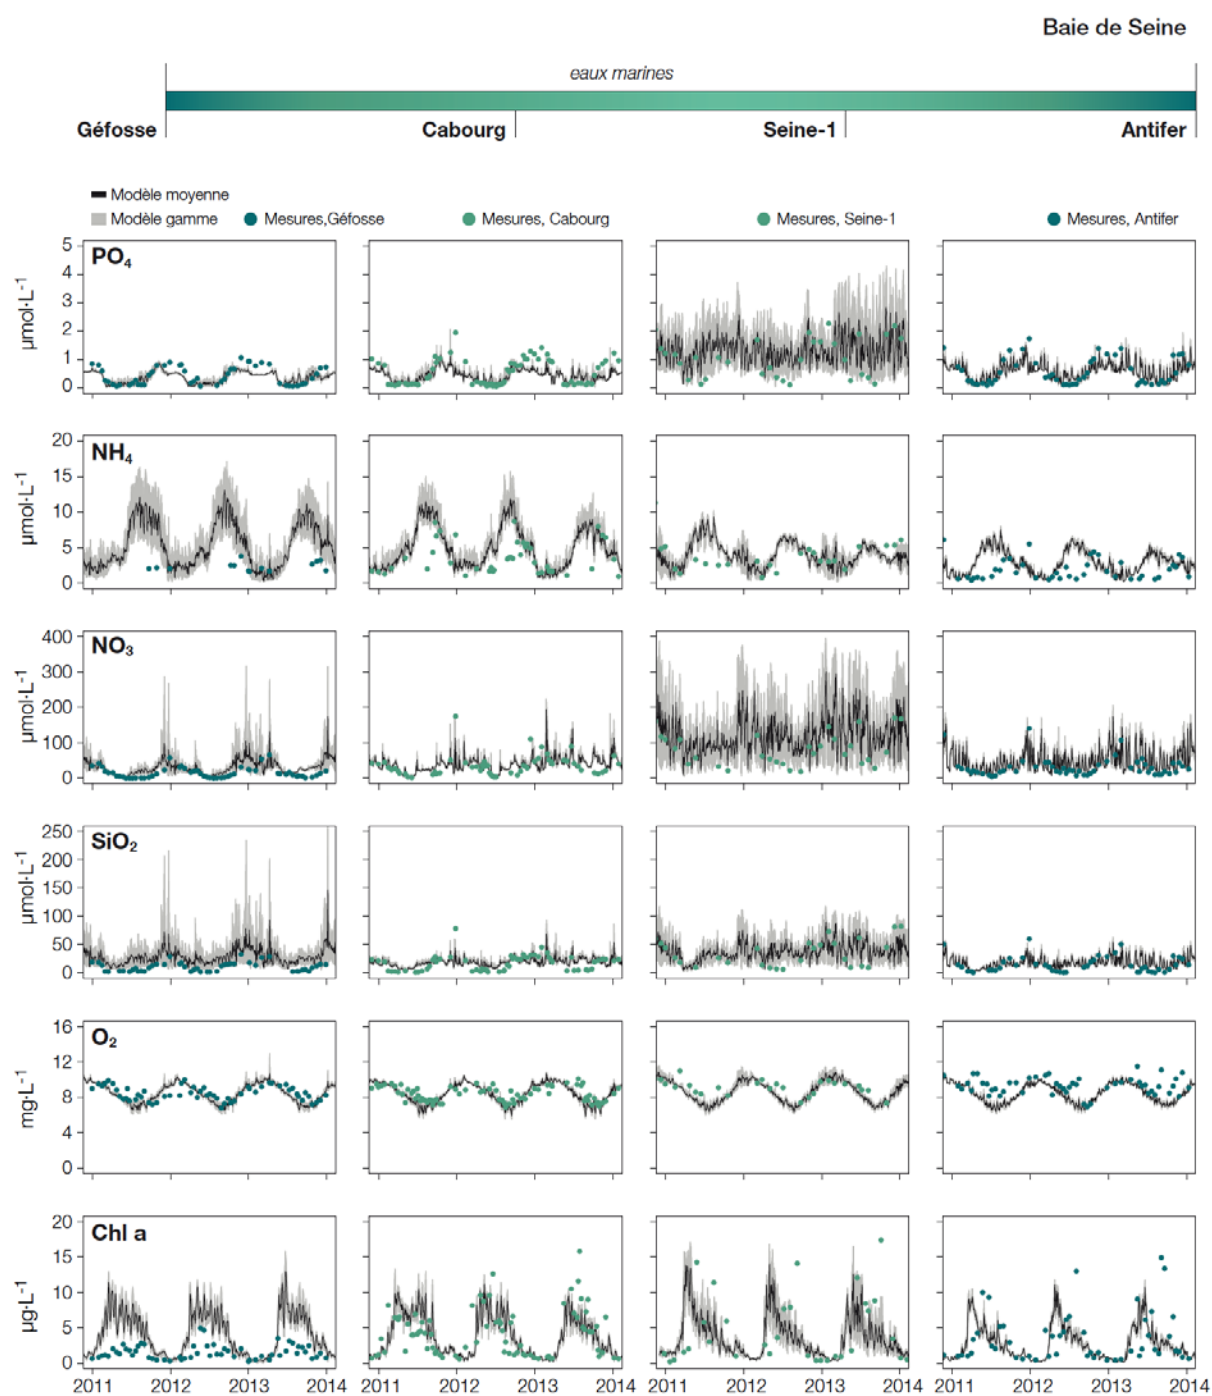 Baie de Seine
eaux marines
Géfosse Cabourg Seine-1 Antifer
Modèle moyenne
Modèle gamme Mesures,Géfosse Mesures, Cabourg Mesures, Seine-1 Mesures, Antifer
PO₄
µmol·L⁻¹
5
4
3
2
1
0
NH₄
µmol·L⁻¹
20
15
10
5
0
NO₃
µmol·L⁻¹
400
300
200
100
0
SiO₂
µmol·L⁻¹
250
200
150
100
50
0
O₂
mg·L⁻¹
16
12
8
4
0
Chl a
µg·L⁻¹
20
15
10
5
0
2011 2012 2013 2014 2011 2012 2013 2014 2011 2012 2013 2014 2011 2012 2013 2014